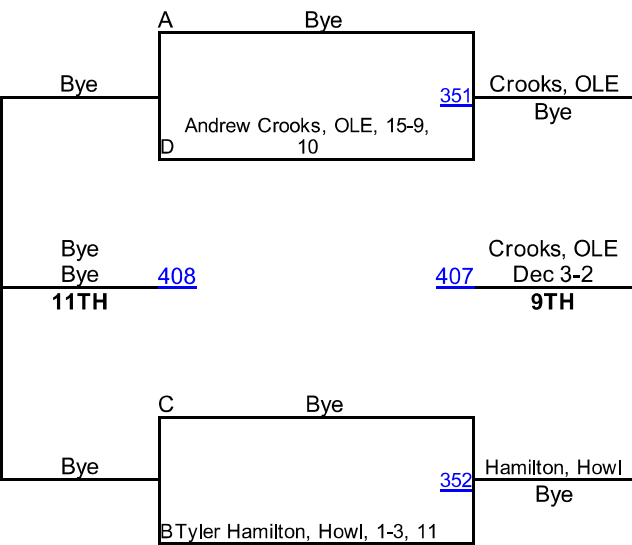 A Bye
Bye
351
Crooks, OLE
Bye
Andrew Crooks, OLE, 15-9,
D 10
Bye
Bye
11TH
408
407
Crooks, OLE
Dec 3-2
9TH
C Bye
Bye
352
Hamilton, Howl
Bye
B Tyler Hamilton, Howl, 1-3, 11